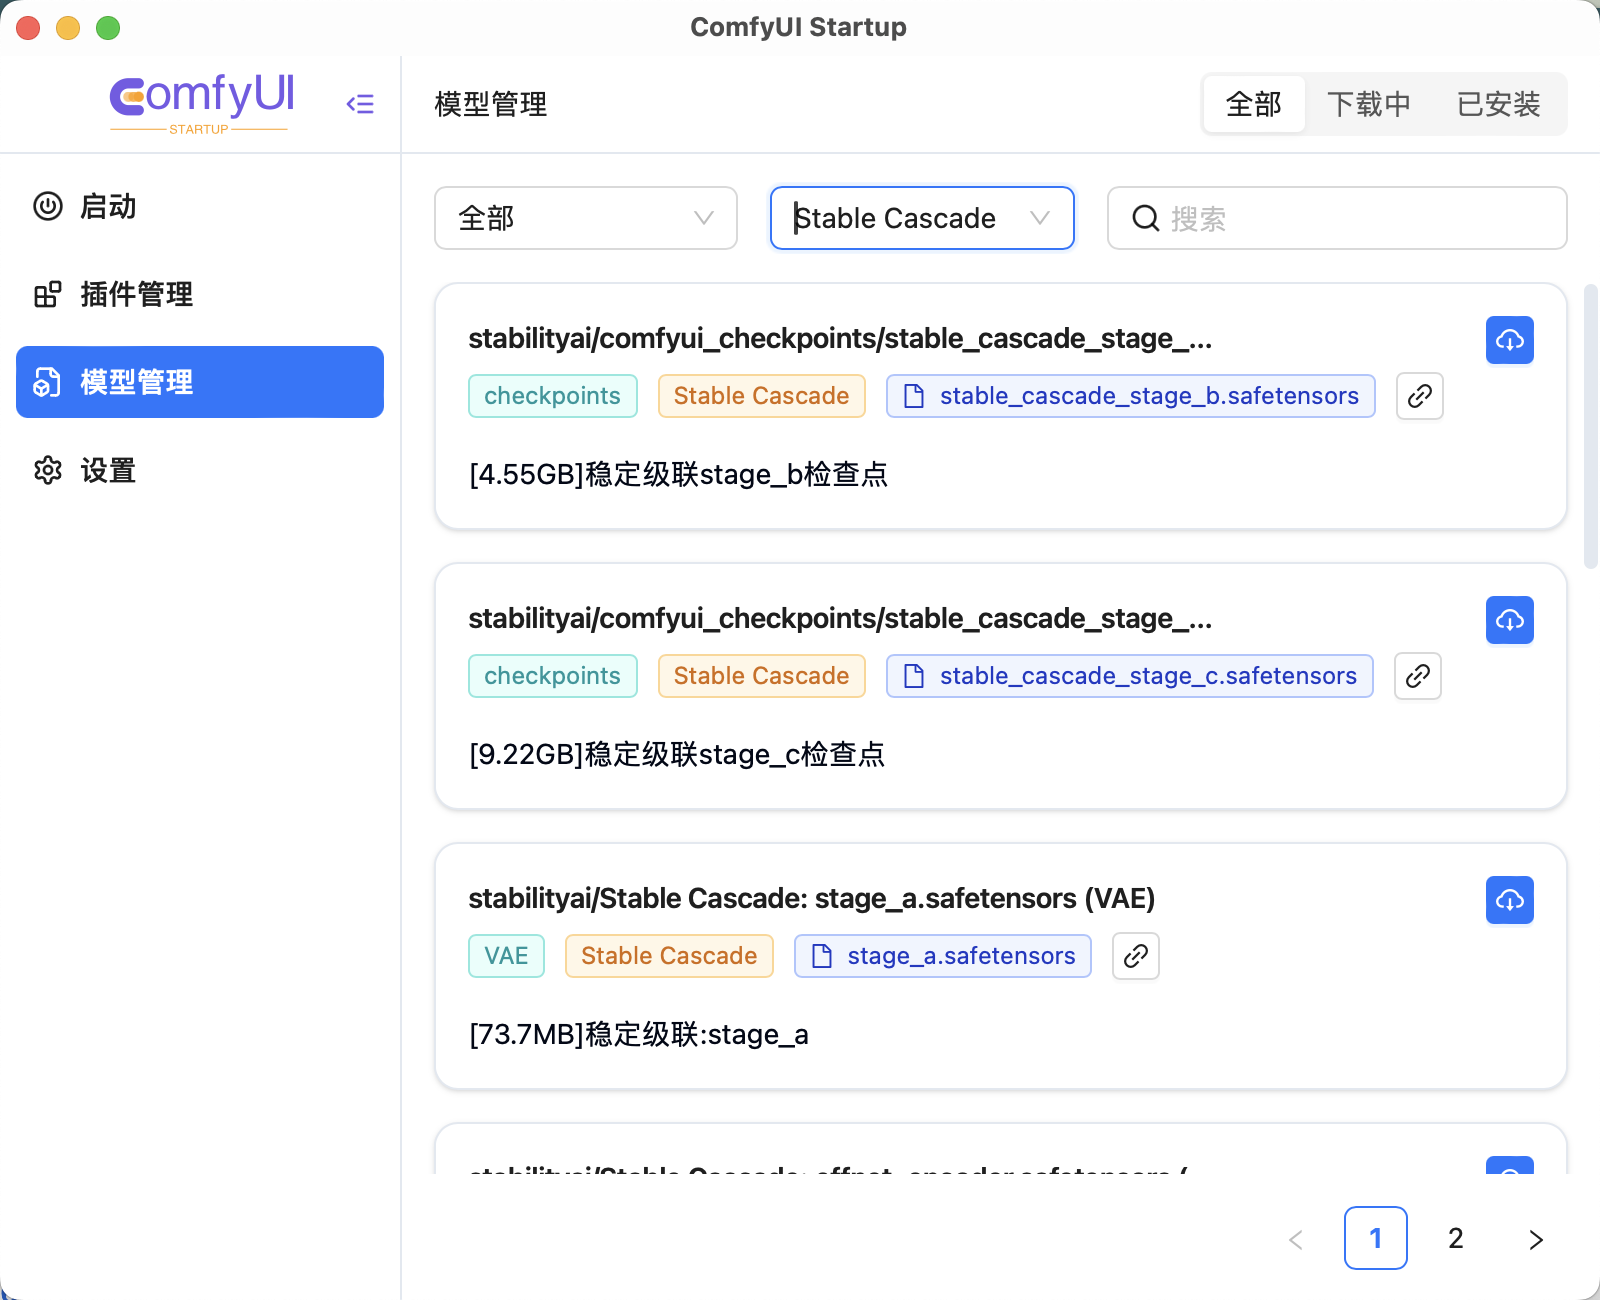 ComfyUI Startup
ComfyUI
STARTUP
模型管理
全部 下载中 已安装
启动
插件管理
模型管理
设置
全部 Stable Cascade 搜索
stabilityai/comfyui_checkpoints/stable_cascade_stage_...
checkpoints Stable Cascade stable_cascade_stage_b.safetensors
[4.55GB]稳定级联stage_b检查点
stabilityai/comfyui_checkpoints/stable_cascade_stage_...
checkpoints Stable Cascade stable_cascade_stage_c.safetensors
[9.22GB]稳定级联stage_c检查点
stabilityai/Stable Cascade: stage_a.safetensors (VAE)
VAE Stable Cascade stage_a.safetensors
[73.7MB]稳定级联:stage_a
stabilityai/Stable Cascade: effnet_encoder.safetensors (
1 2